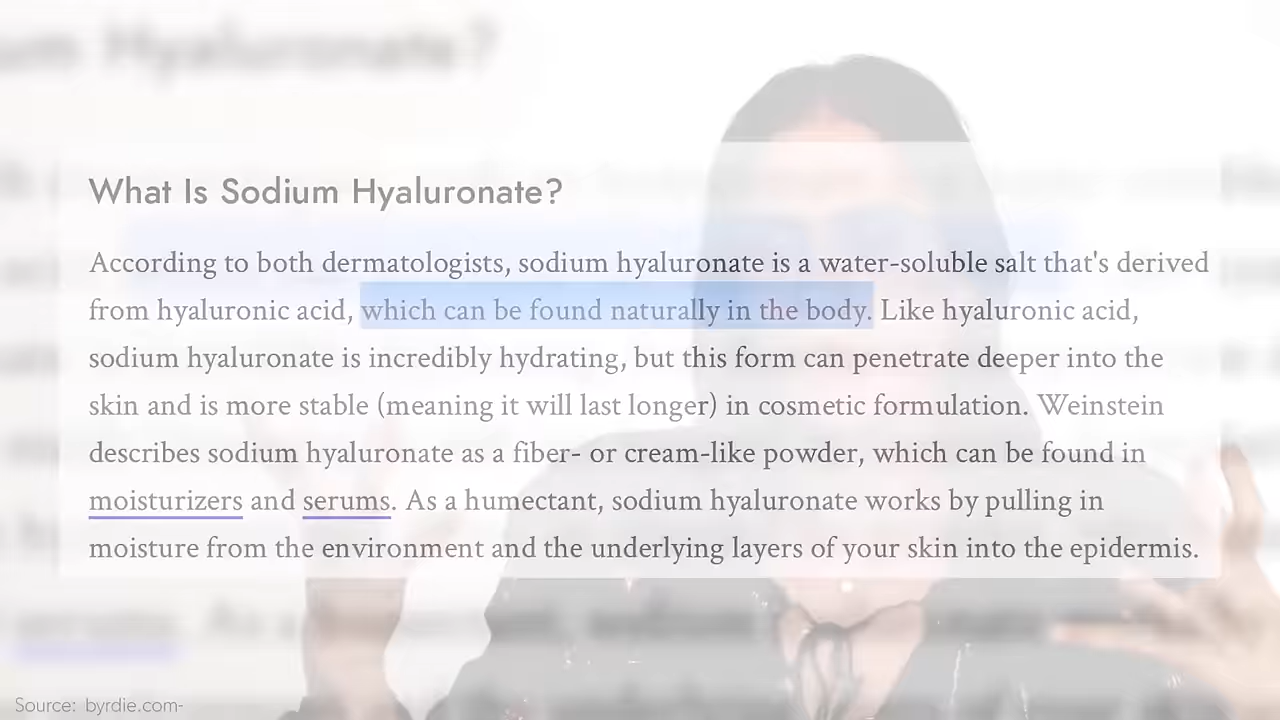 um Hyaluronate?
What Is Sodium Hyaluronate?
According to both dermatologists, sodium hyaluronate is a water-soluble salt that's derived
from hyaluronic acid, which can be found naturally in the body. Like hyaluronic acid,
sodium hyaluronate is incredibly hydrating, but this form can penetrate deeper into the
skin and is more stable (meaning it will last longer) in cosmetic formulation. Weinstein
describes sodium hyaluronate as a fiber- or cream-like powder, which can be found in
moisturizers and serums. As a humectant, sodium hyaluronate works by pulling in
moisture from the environment and the underlying layers of your skin into the epidermis.
Source: byrdie.com-